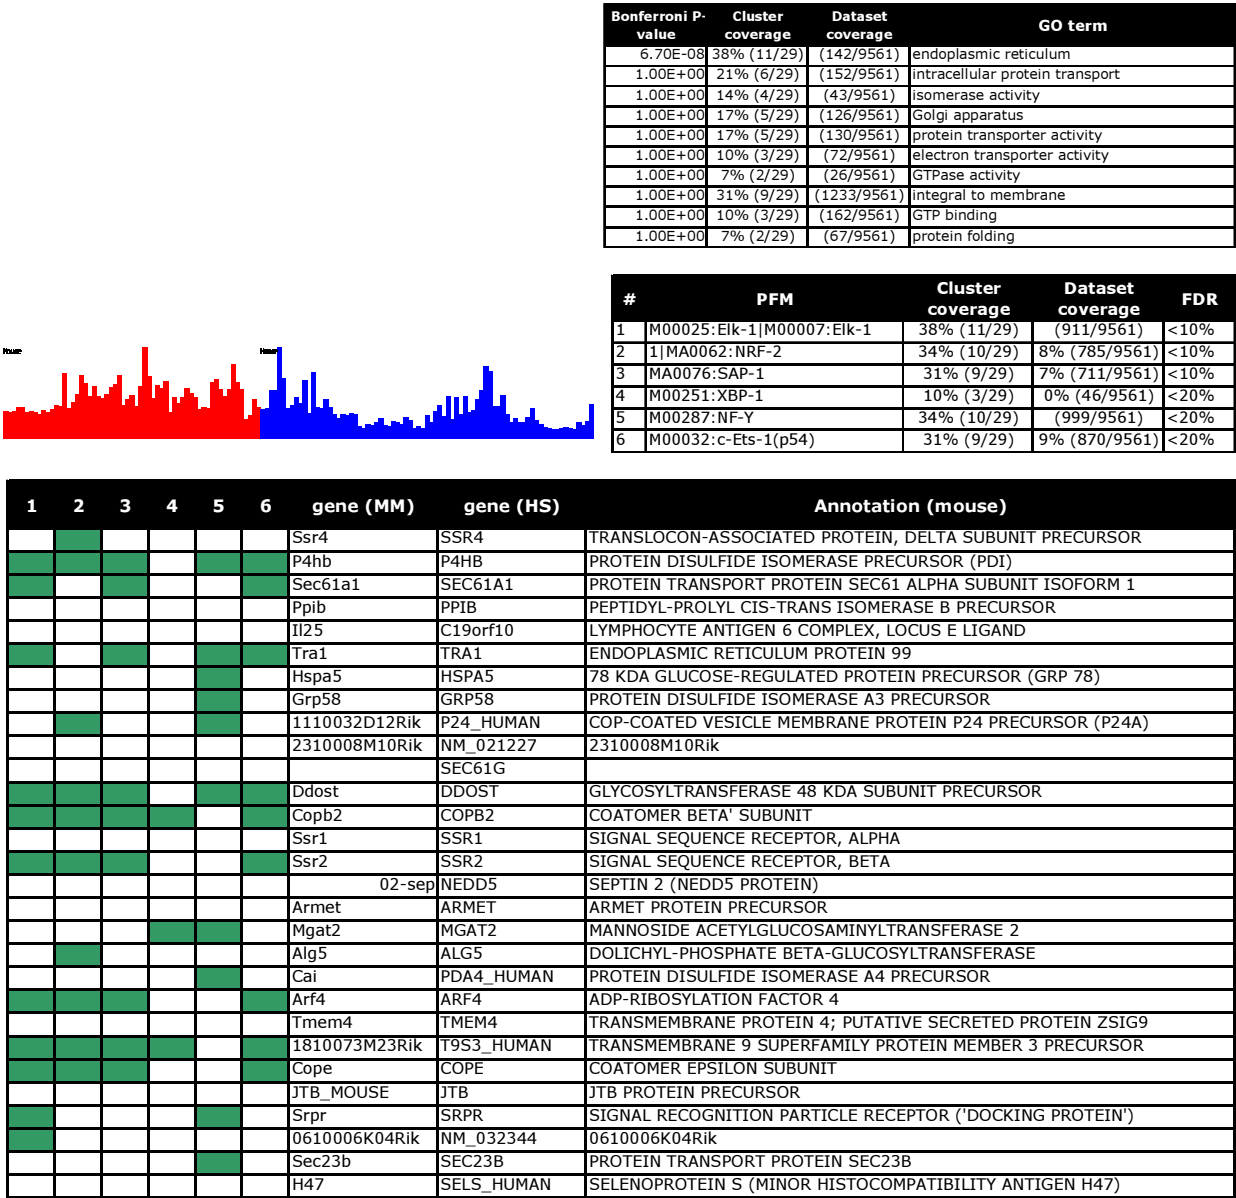 Bonferroni P-value Cluster coverage Dataset coverage GO term
6.70E-08 38% (11/29) (142/9561) endoplasmic reticulum
1.00E+00 21% (6/29) (152/9561) intracellular protein transport
1.00E+00 14% (4/29) (43/9561) isomerase activity
1.00E+00 17% (5/29) (126/9561) Golgi apparatus
1.00E+00 17% (5/29) (130/9561) protein transporter activity
1.00E+00 10% (3/29) (72/9561) electron transporter activity
1.00E+00 7% (2/29) (26/9561) GTPase activity
1.00E+00 31% (9/29) (1233/9561) integral to membrane
1.00E+00 10% (3/29) (162/9561) GTP binding
1.00E+00 7% (2/29) (67/9561) protein folding
# PFM Cluster coverage Dataset coverage FDR
1 M00025:Elk-1|M00007:Elk-1 38% (11/29) (911/9561) <10%
2 1|MA0062:NRF-2 34% (10/29) 8% (785/9561) <10%
3 MA0076:SAP-1 31% (9/29) 7% (711/9561) <10%
4 M00251:XBP-1 10% (3/29) 0% (46/9561) <20%
5 M00287:NF-Y 34% (10/29) (999/9561) <20%
6 M00032:c-Ets-1(p54) 31% (9/29) 9% (870/9561) <20%
Mouse
1 2 3 4 5 6 gene (MM) gene (HS) Annotation (mouse)
Ssr4 SSR4 TRANSLOCON-ASSOCIATED PROTEIN, DELTA SUBUNIT PRECURSOR
P4hb P4HB PROTEIN DISULFIDE ISOMERASE PRECURSOR (PDI)
Sec61a1 SEC61A1 PROTEIN TRANSPORT PROTEIN SEC61 ALPHA SUBUNIT ISOFORM 1
Ppib PPIB PEPTIDYL-PROLYL CIS-TRANS ISOMERASE B PRECURSOR
Il25 C19orf10 LYMPHOCYTE ANTIGEN 6 COMPLEX, LOCUS E LIGAND
Tra1 TRA1 ENDOPLASMIC RETICULUM PROTEIN 99
Hspa5 HSPA5 78 KDA GLUCOSE-REGULATED PROTEIN PRECURSOR (GRP 78)
Grp58 GRP58 PROTEIN DISULFIDE ISOMERASE A3 PRECURSOR
1110032D12Rik P24_HUMAN COP-COATED VESICLE MEMBRANE PROTEIN P24 PRECURSOR (P24A)
2310008M10Rik NM_021227 2310008M10Rik
SEC61G
Ddost DDOST GLYCOSYLTRANSFERASE 48 KDA SUBUNIT PRECURSOR
Copb2 COPB2 COATOMER BETA' SUBUNIT
Ssr1 SSR1 SIGNAL SEQUENCE RECEPTOR, ALPHA
Ssr2 SSR2 SIGNAL SEQUENCE RECEPTOR, BETA
02-sep NEDD5 SEPTIN 2 (NEDD5 PROTEIN)
Armet ARMET ARMET PROTEIN PRECURSOR
Mgat2 MGAT2 MANNOSIDE ACETYLGLUCOSAMINYLTRANSFERASE 2
Alg5 ALG5 DOLICHYL-PHOSPHATE BETA-GLUCOSYLTRANSFERASE
Cai PDA4_HUMAN PROTEIN DISULFIDE ISOMERASE A4 PRECURSOR
Arf4 ARF4 ADP-RIBOSYLATION FACTOR 4
Tmem4 TMEM4 TRANSMEMBRANE PROTEIN 4; PUTATIVE SECRETED PROTEIN ZSIG9
1810073M23Rik T9S3_HUMAN TRANSMEMBRANE 9 SUPERFAMILY PROTEIN MEMBER 3 PRECURSOR
Cope COPE COATOMER EPSILON SUBUNIT
JTB_MOUSE JTB JTB PROTEIN PRECURSOR
Srpr SRPR SIGNAL RECOGNITION PARTICLE RECEPTOR ('DOCKING PROTEIN')
0610006K04Rik NM_032344 0610006K04Rik
Sec23b SEC23B PROTEIN TRANSPORT PROTEIN SEC23B
H47 SELS_HUMAN SELENOPROTEIN S (MINOR HISTOCOMPATIBILITY ANTIGEN H47)